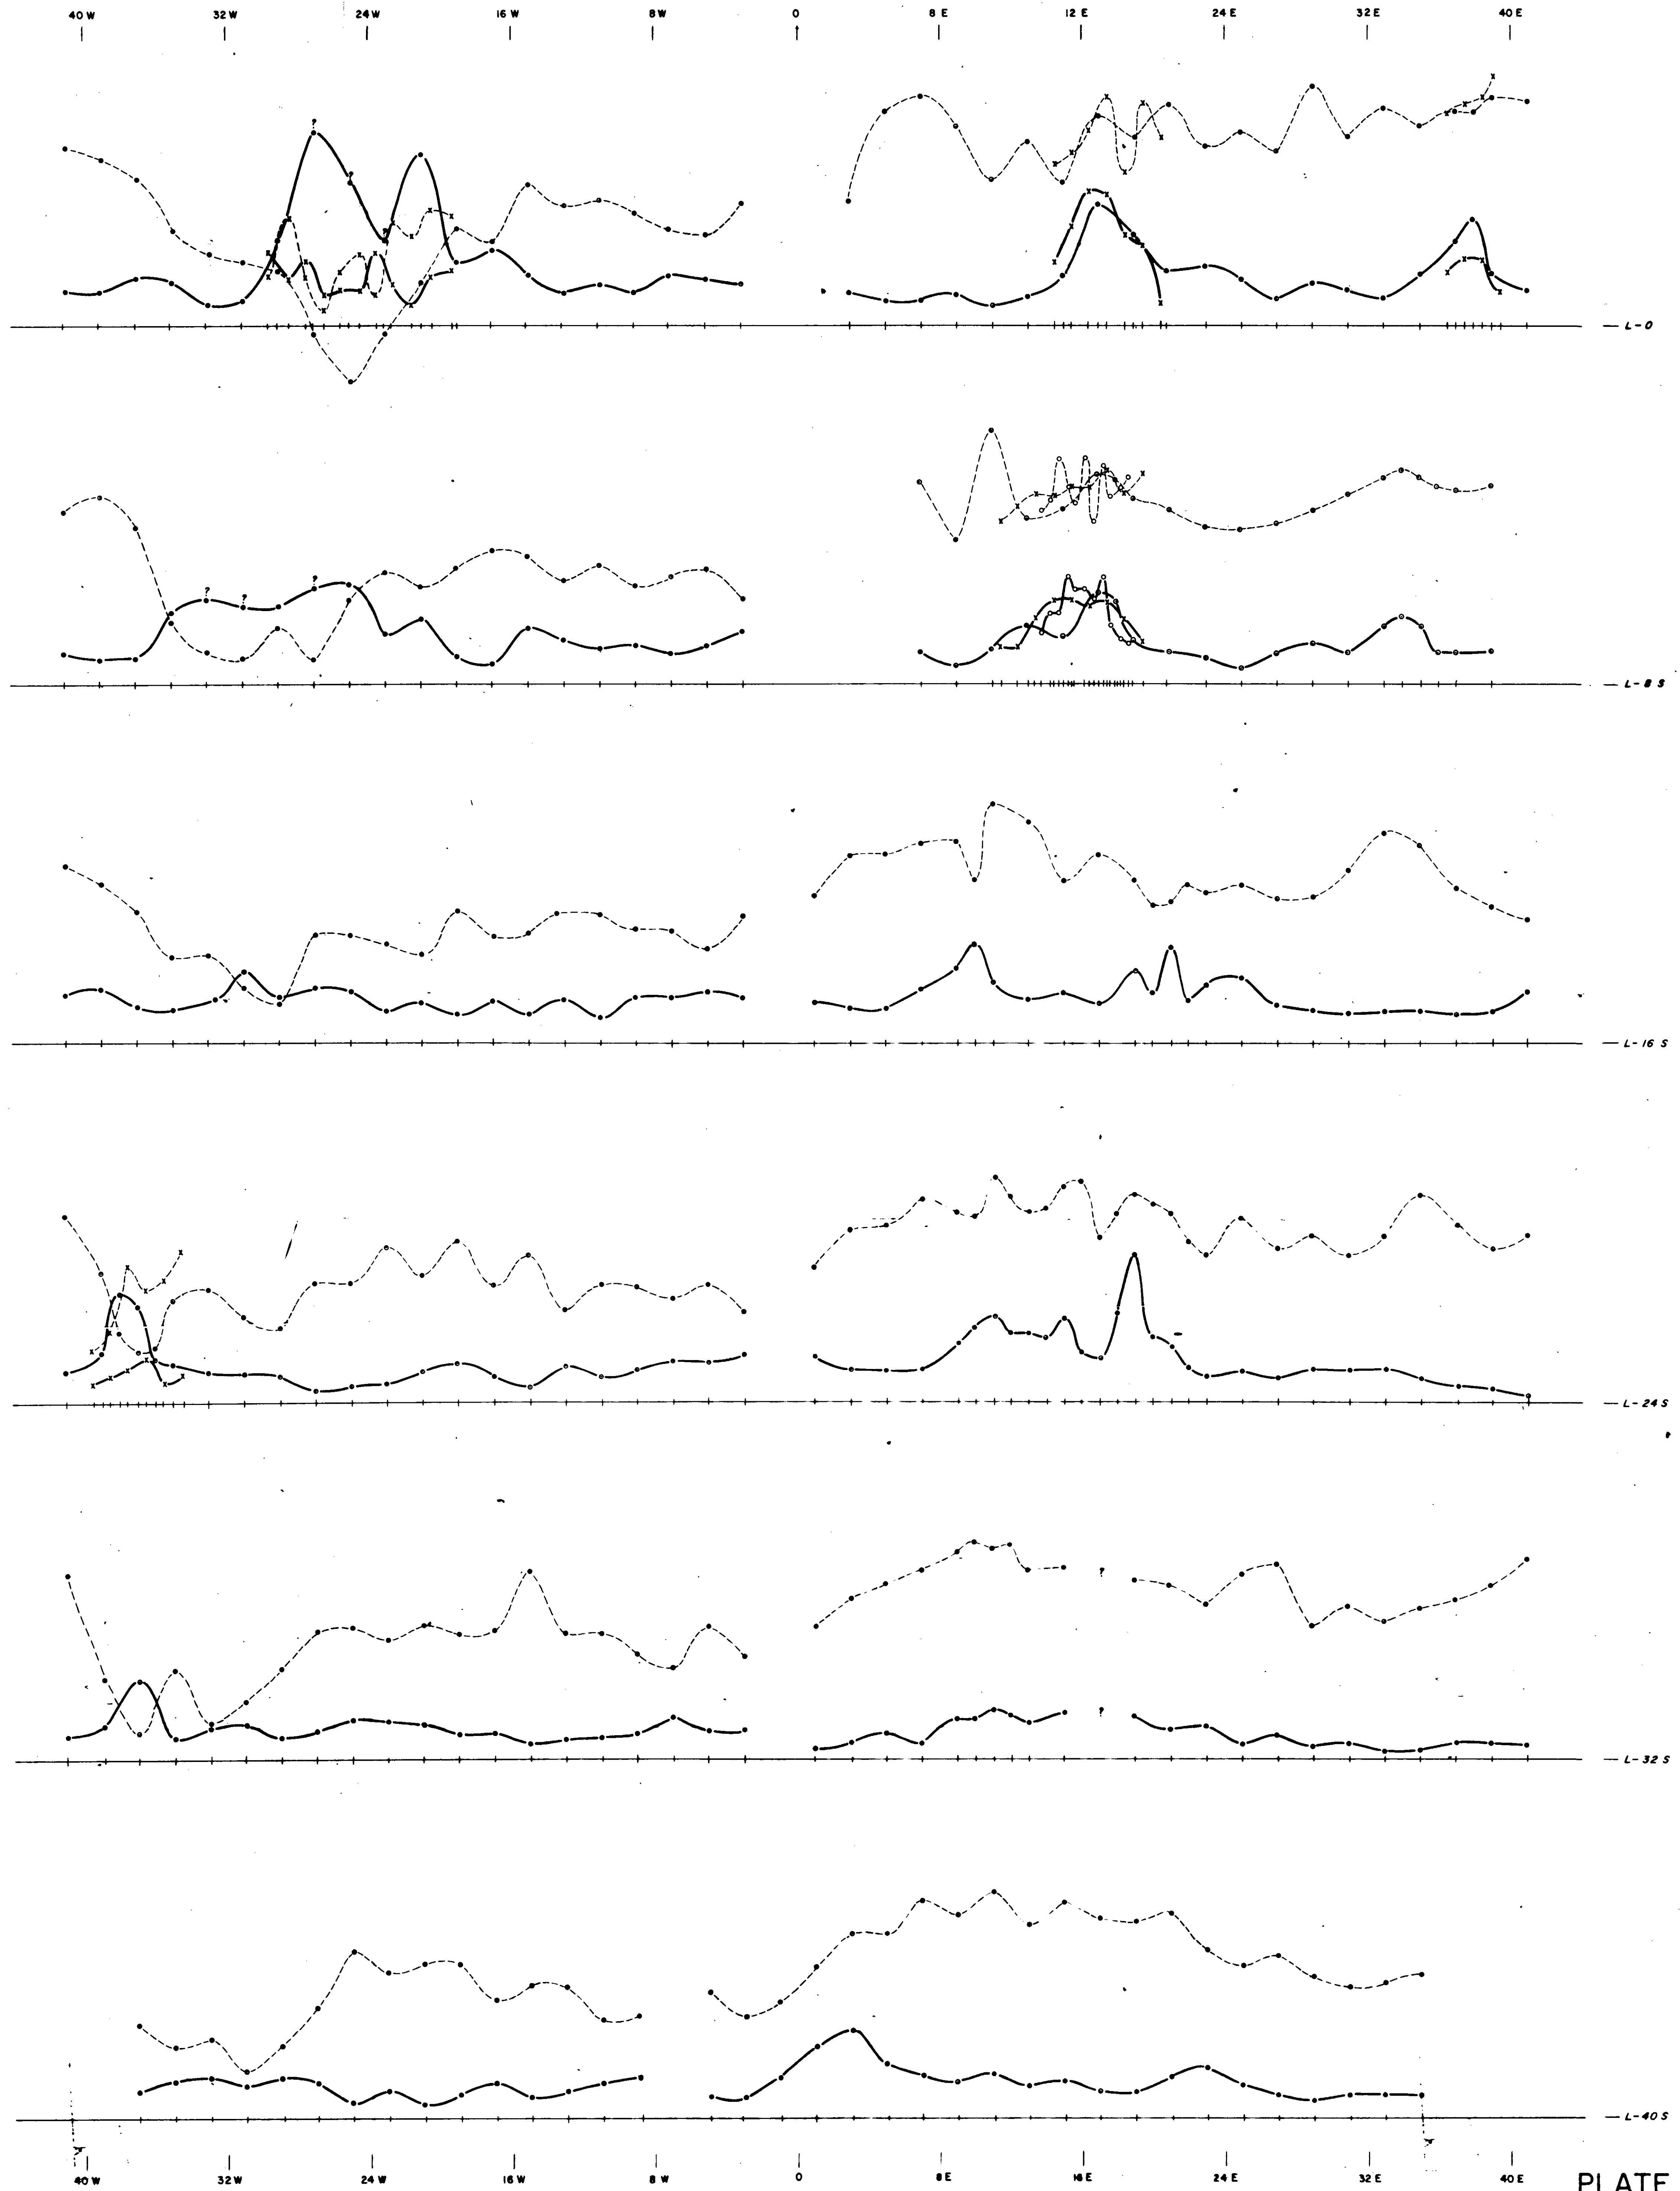 40 W 32 W 24 W 16 W 8 W 0 8 E 12 E 24 E 32 E 40 E
? ? ?
L-0
? ? ?
L-8 S
L-16 S
L-24 S
?
?
L-32 S
L-40 S
40 W 32 W 24 W 16 W 8 W 0 8 E 16 E 24 E 32 E 40 E
PLATE